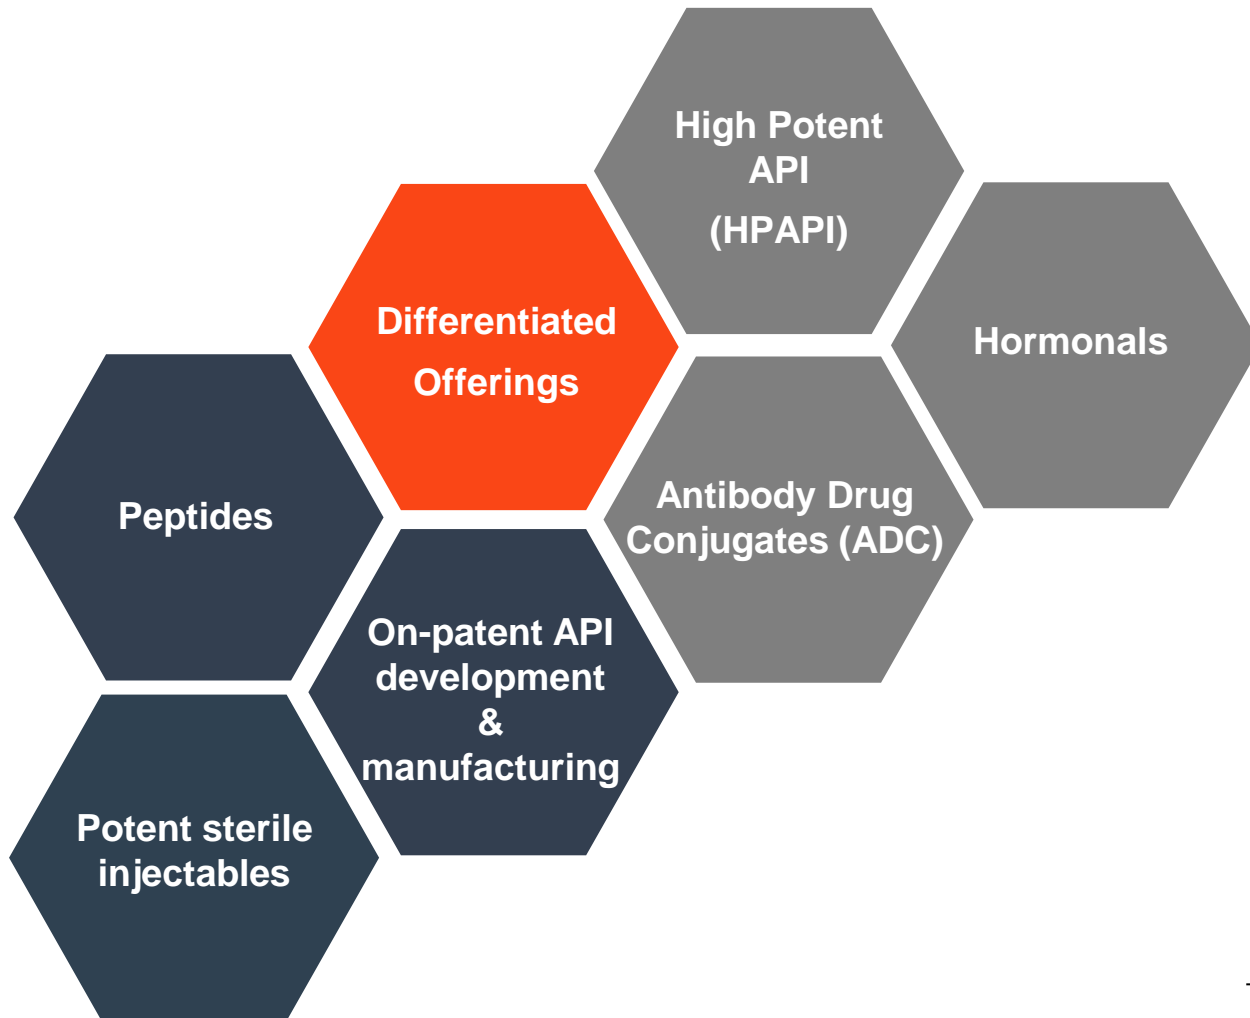 High Potent
API
(HPAPI)
Differentiated
Offerings
Hormonals
Peptides
Antibody Drug
Conjugates (ADC)
On-patent API
development
&
manufacturing
Potent sterile
injectables